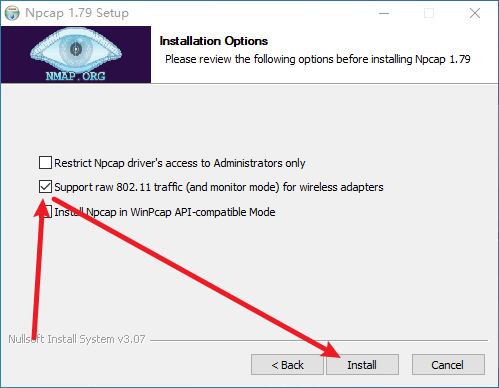 Npcap 1.79 Setup
NMAP.ORG
Installation Options
Please review the following options before installing Npcap 1.79
Restrict Npcap driver's access to Administrators only
Support raw 802.11 traffic (and monitor mode) for wireless adapters
Install Npcap in WinPcap API-compatible Mode
Nullsoft Install System v3.07
< Back
Install
Cancel